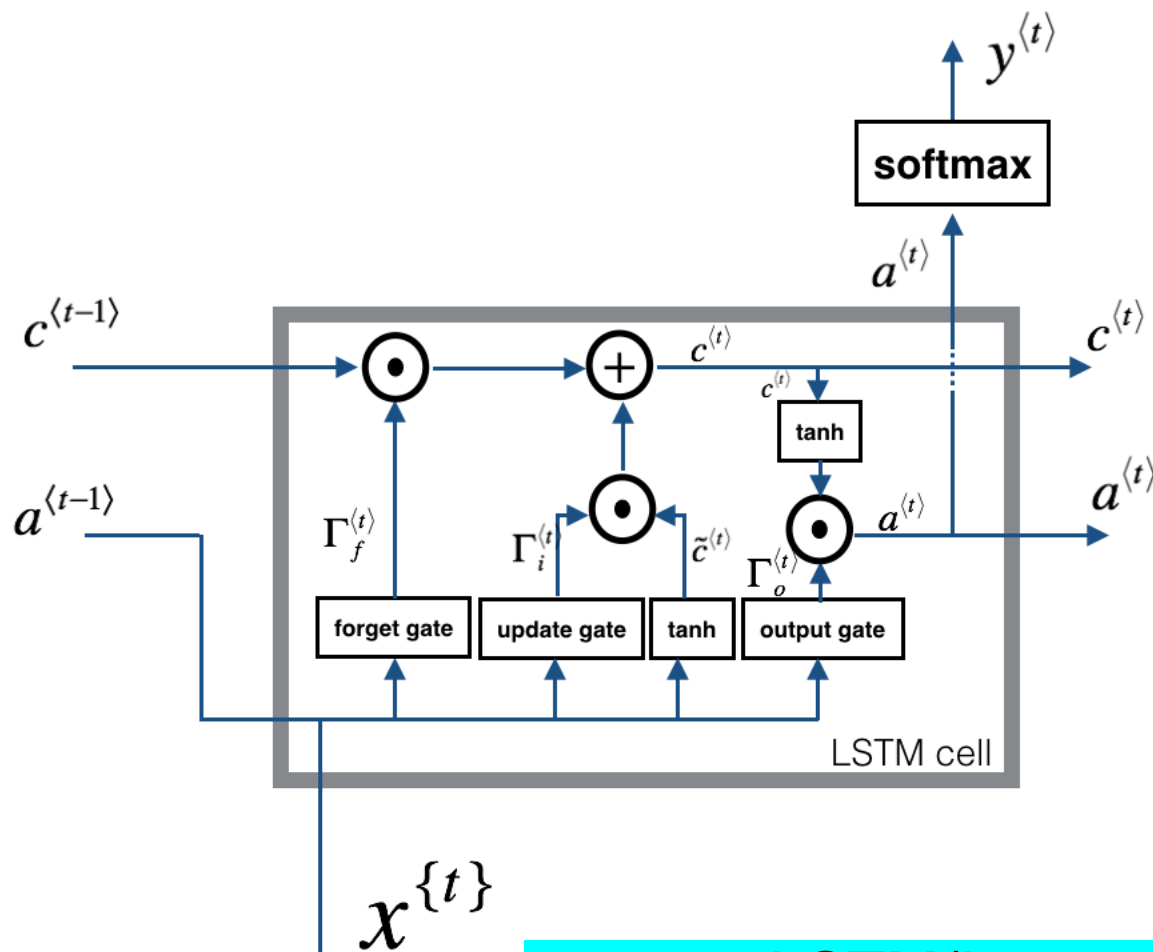 y⟨t⟩
softmax
a⟨t⟩
c⟨t−1⟩
c⟨t⟩
c⟨t⟩
c⟨t⟩
tanh
a⟨t−1⟩
a⟨t⟩
a⟨t⟩
Γf⟨t⟩
Γi⟨t⟩
c̃⟨t⟩
Γo⟨t⟩
forget gate
update gate
tanh
output gate
LSTM cell
x{t}